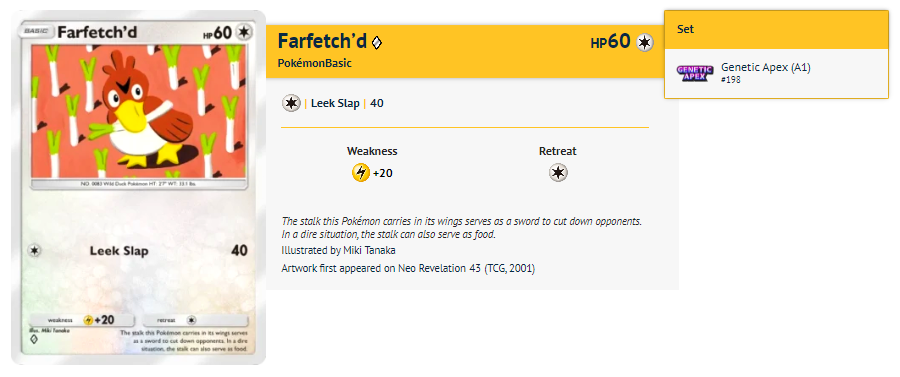 BASIC Farfetch'd HP60
NO. 0083 Wild Duck Pokémon HT: 2'7" WT: 33.1 lbs.
Leek Slap 40
weakness +20 retreat
Illus. Miki Tanaka
The stalk this Pokémon carries in its wings serves
as a sword to cut down opponents. In a dire
situation, the stalk can also serve as food.
Farfetch'd HP60
PokémonBasic
| Leek Slap | 40
Weakness Retreat
+20
The stalk this Pokémon carries in its wings serves as a sword to cut down opponents.
In a dire situation, the stalk can also serve as food.
Illustrated by Miki Tanaka
Artwork first appeared on Neo Revelation 43 (TCG, 2001)
Set
GENETIC
APEX
Genetic Apex (A1)
#198